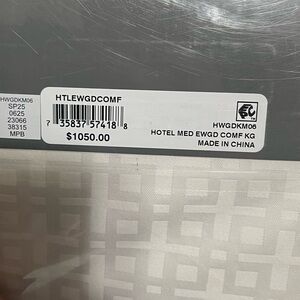 HWGDKM06
SP25
0625
23066
38315
MPB
HTLEWGDCOMF
7 35837 57418 8
$1050.00
HWGDKM06
HOTEL MED EWGD COMF KG
MADE IN CHINA